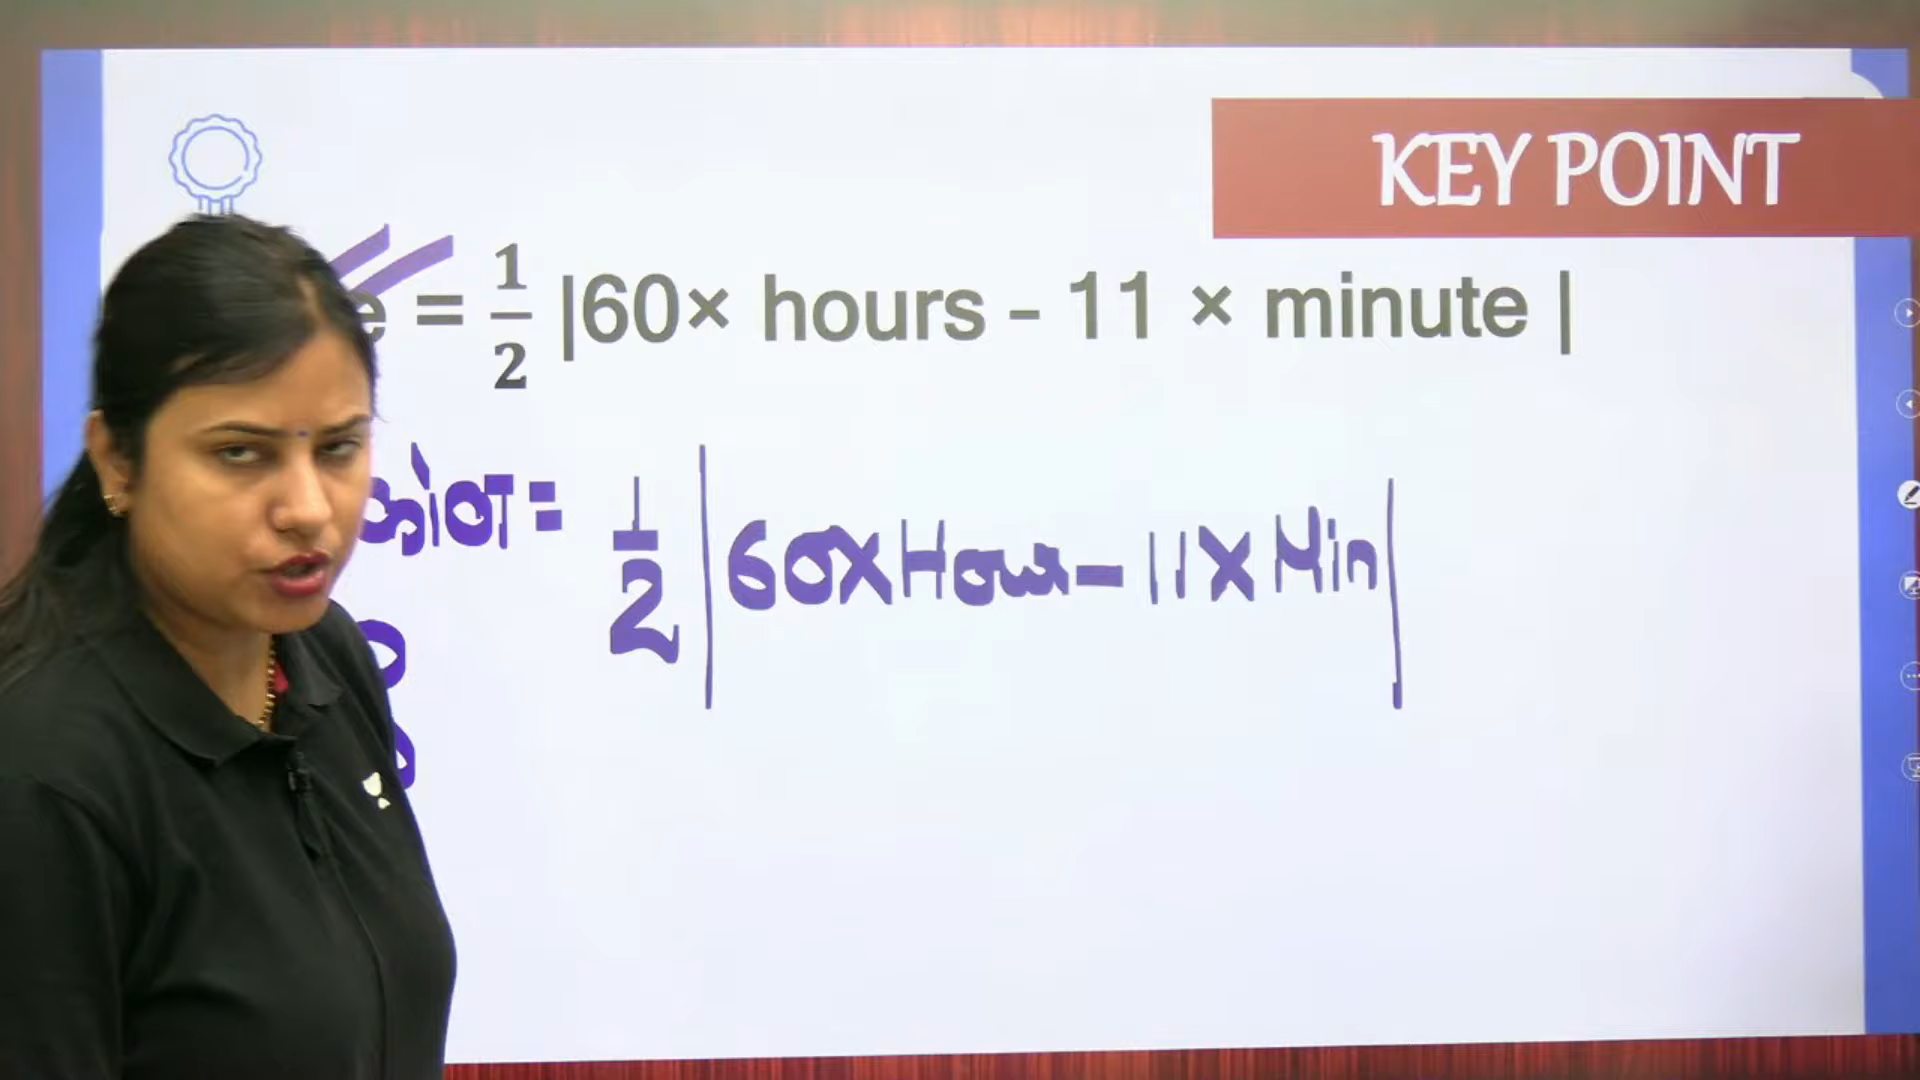 KEY POINT
e = 1/2 |60× hours - 11 × minute |
कोण = 1/2 |60×Hour - 11×Min|